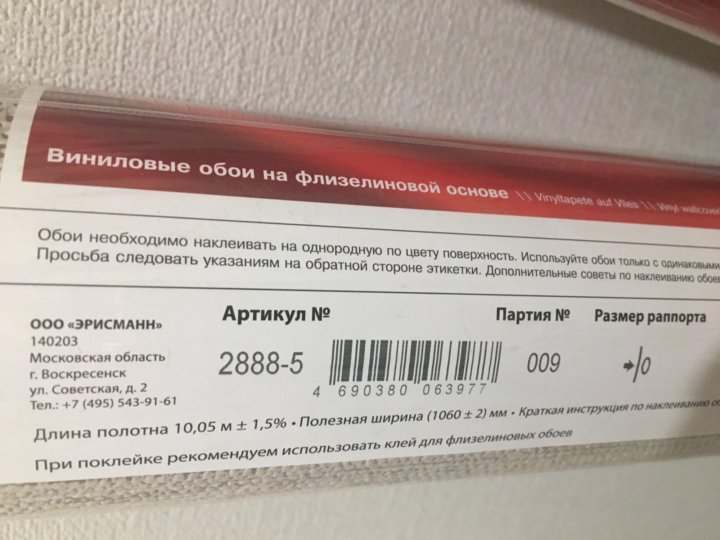 Виниловые обои на флизелиновой основе \\ Vinyltapete auf Vlies \\ Vinyl
Обои необходимо наклеивать на однородную по цвету поверхность. Используйте обои только с одинаковыми
Просьба следовать указаниям на обратной стороне этикетки. Дополнительные советы по наклеиванию обоев
ООО «ЭРИСМАНН»
140203
Московская область
г. Воскресенск
ул. Советская, д. 2
Тел.: +7 (495) 543-91-61
Артикул №
2888-5
4 690380 063977
Партия №
009
Размер раппорта
0
Длина полотна 10,05 м ± 1,5% • Полезная ширина (1060 ± 2) мм • Краткая инструкция по наклеиванию
При поклейке рекомендуем использовать клей для флизелиновых обоев